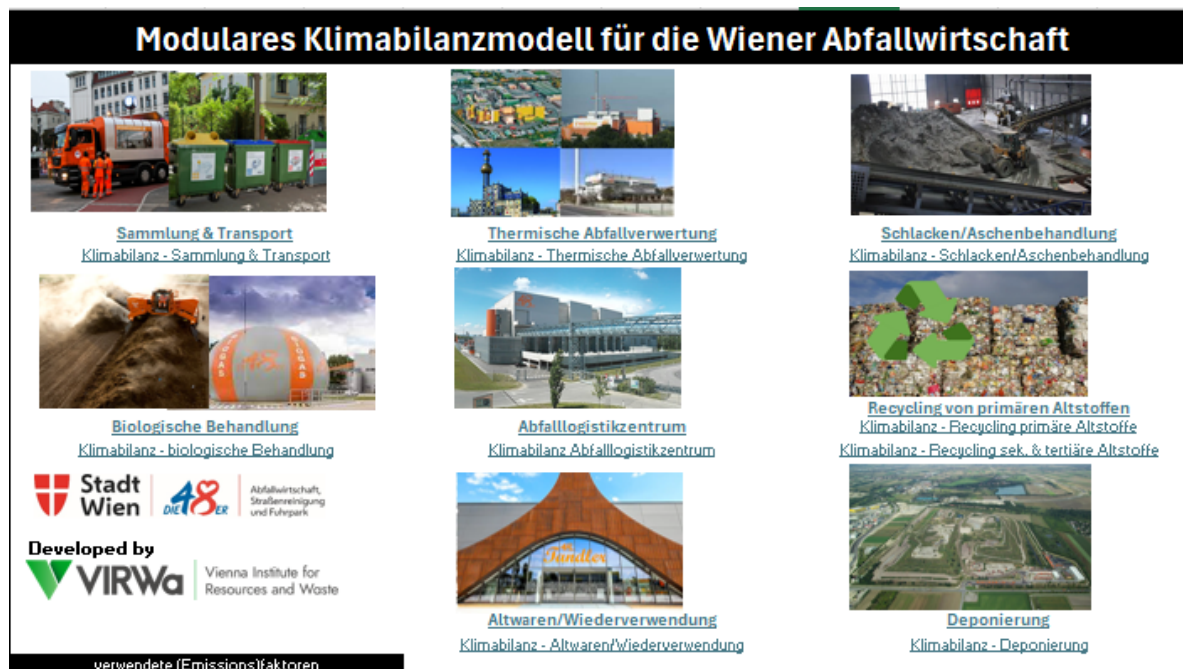 Modulares Klimabilanzmodell für die Wiener Abfallwirtschaft
Sammlung & Transport
Klimabilanz - Sammlung & Transport
Thermische Abfallverwertung
Klimabilanz - Thermische Abfallverwertung
Schlacken/Aschenbehandlung
Klimabilanz - Schlacken/Aschenbehandlung
BIOGAS
BIOGAS
Biologische Behandlung
Klimabilanz - biologische Behandlung
Abfalllogistikzentrum
Klimabilanz Abfalllogistikzentrum
Recycling von primären Altstoffen
Klimabilanz - Recycling primäre Altstoffe
Klimabilanz - Recycling sek. & tertiäre Altstoffe
Stadt
Wien
DIE 48ER
Abfallwirtschaft,
Straßenreinigung
und Fuhrpark
Developed by
VIRWa
Vienna Institute for
Resources and Waste
Tandler
Altwaren/Wiederverwendung
Klimabilanz - Altwaren/Wiederverwendung
Deponierung
Klimabilanz - Deponierung
verwendete (Emissions)faktoren